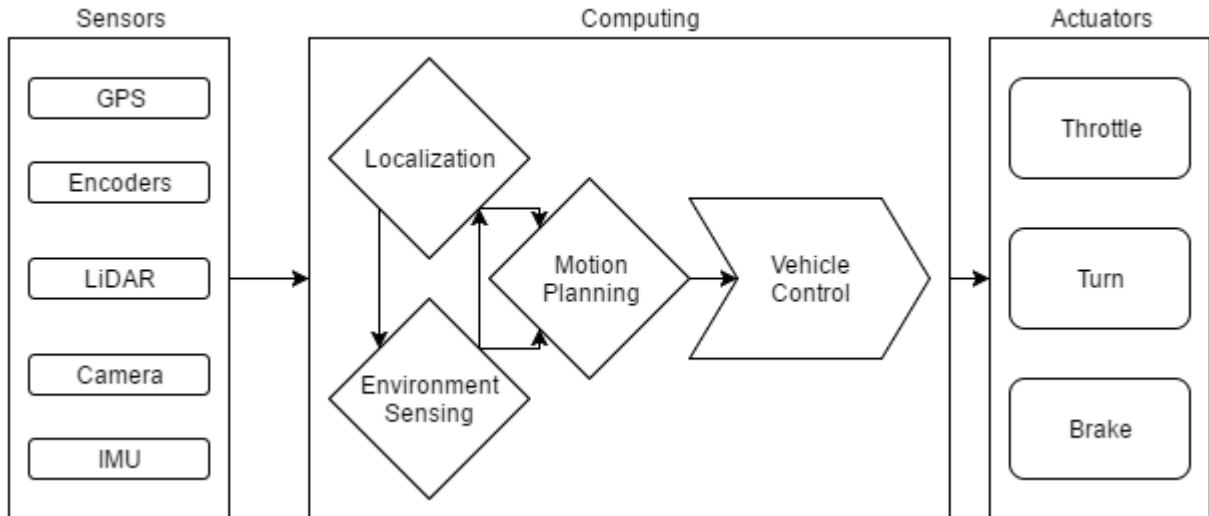 Sensors
Computing
Actuators
GPS
Encoders
LiDAR
Camera
IMU
Localization
Environment
Sensing
Motion
Planning
Vehicle
Control
Throttle
Turn
Brake